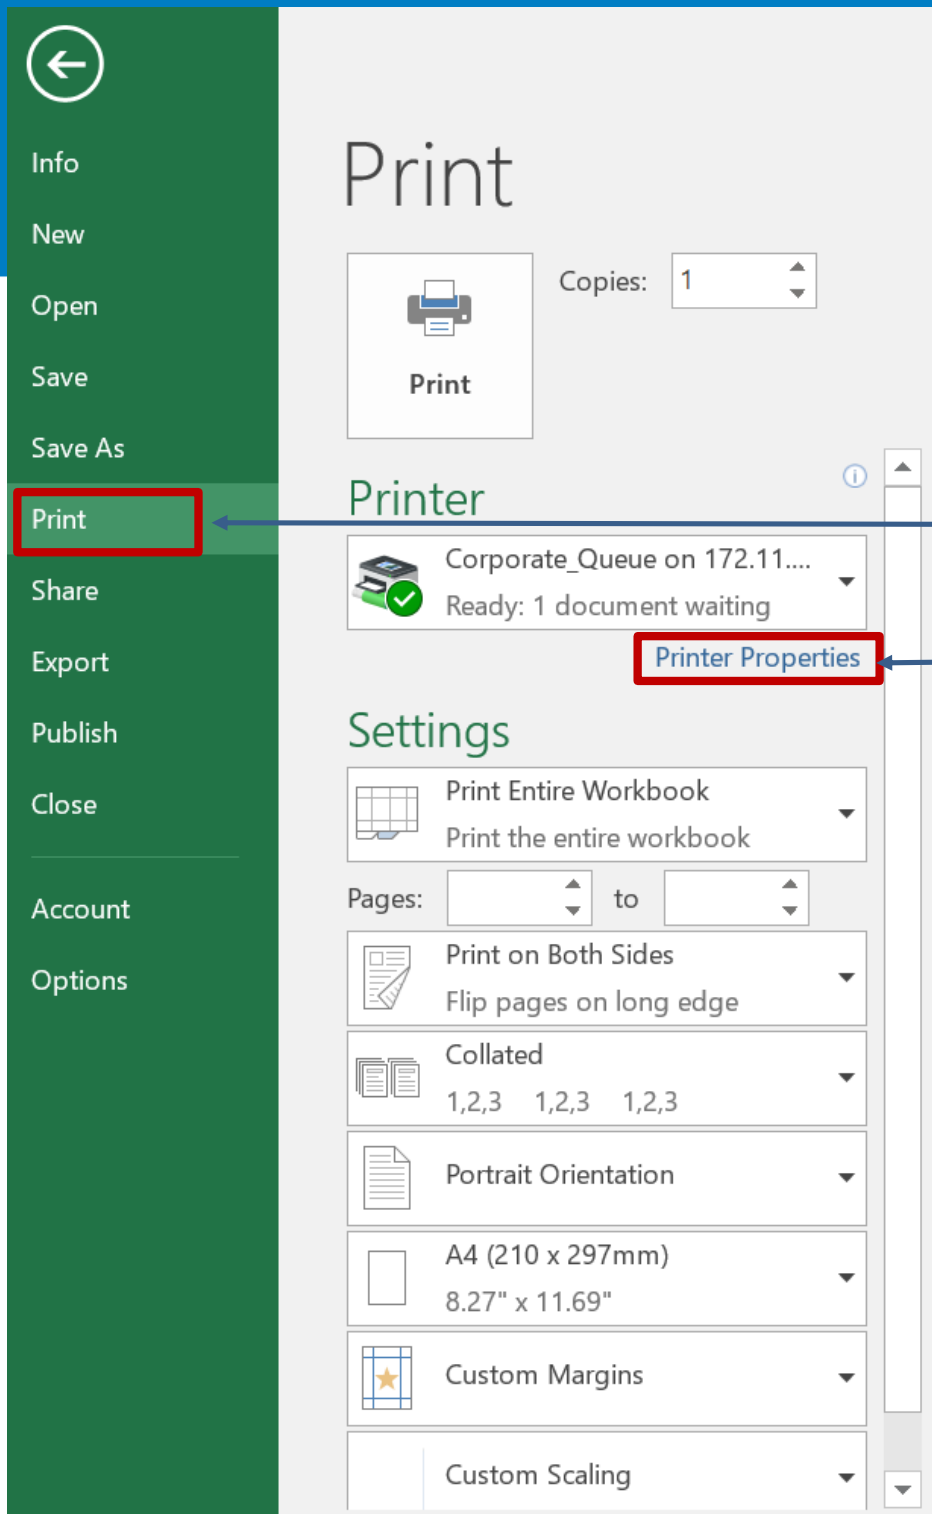 Info
New
Open
Save
Save As
Print
Share
Export
Publish
Close
Account
Options
Print
Print
Copies: 1
Printer
Corporate_Queue on 172.11....
Ready: 1 document waiting
Printer Properties
Settings
Print Entire Workbook
Print the entire workbook
Pages: to
Print on Both Sides
Flip pages on long edge
Collated
1,2,3 1,2,3 1,2,3
Portrait Orientation
A4 (210 x 297mm)
8.27" x 11.69"
Custom Margins
Custom Scaling